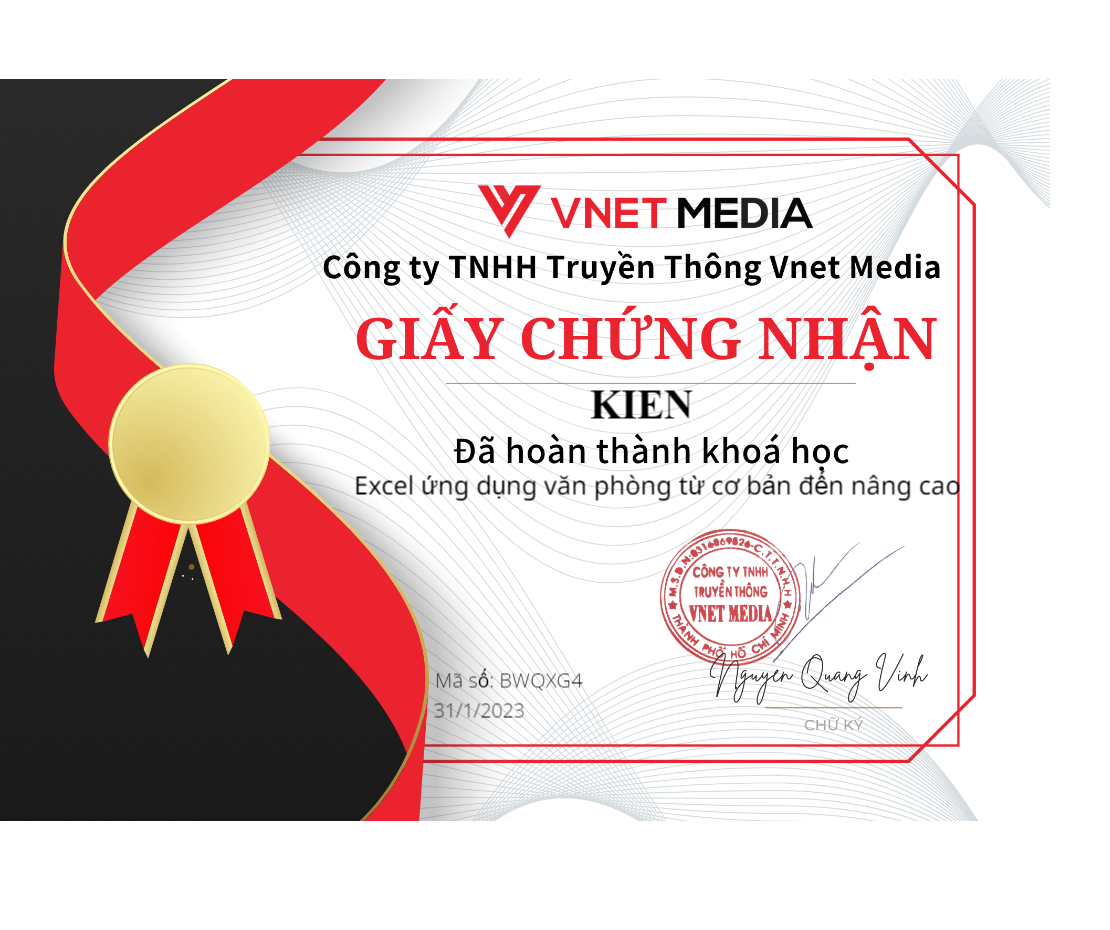 VNET MEDIA
Công ty TNHH Truyền Thông Vnet Media
GIẤY CHỨNG NHẬN
KIEN
Đã hoàn thành khoá học
Excel ứng dụng văn phòng từ cơ bản đến nâng cao
M.S.D.N:0316069826-C.T.T.N.H.H
CÔNG TY TNHH
TRUYỀN THÔNG
VNET MEDIA
THÀNH PHỐ HỒ CHÍ MINH
Nguyen Quang Vinh
Mã số: BWQXG4
31/1/2023
CHỮ KÝ